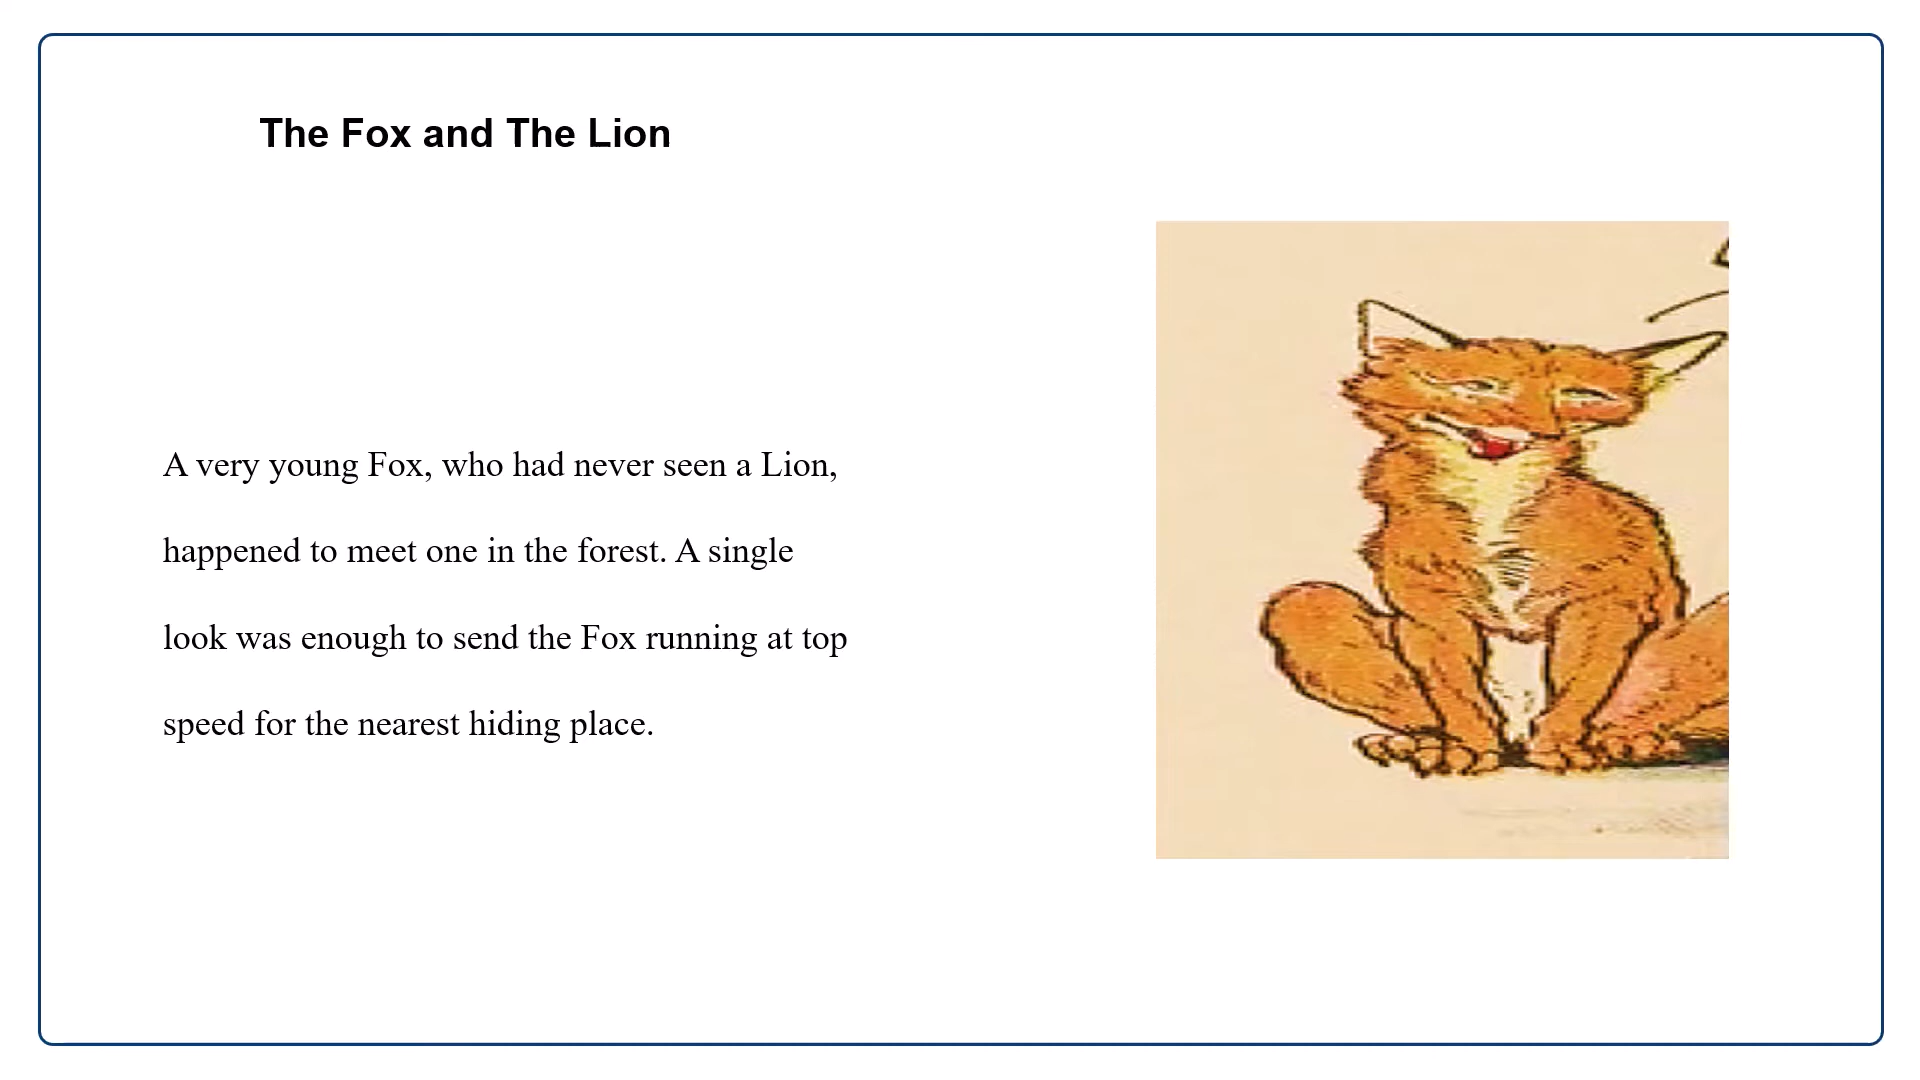 The Fox and The Lion
A very young Fox, who had never seen a Lion,
happened to meet one in the forest. A single
look was enough to send the Fox running at top
speed for the nearest hiding place.